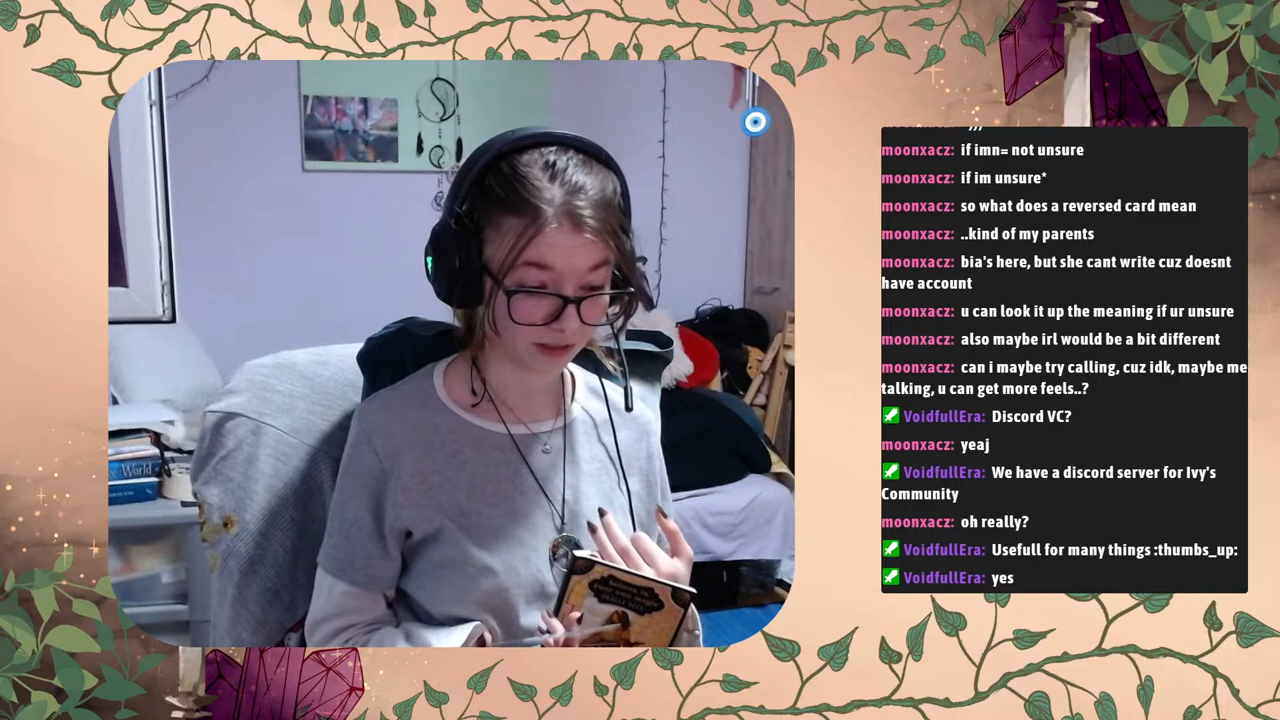 moonxacz: if imn= not unsure
moonxacz: if im unsure*
moonxacz: so what does a reversed card mean
moonxacz: ..kind of my parents
moonxacz: bia's here, but she cant write cuz doesnt
have account
moonxacz: u can look it up the meaning if ur unsure
moonxacz: also maybe irl would be a bit different
moonxacz: can i maybe try calling, cuz idk, maybe me
talking, u can get more feels..?
VoidfullEra: Discord VC?
moonxacz: yeaj
VoidfullEra: We have a discord server for Ivy's
Community
moonxacz: oh really?
VoidfullEra: Usefull for many things :thumbs_up:
VoidfullEra: yes
World